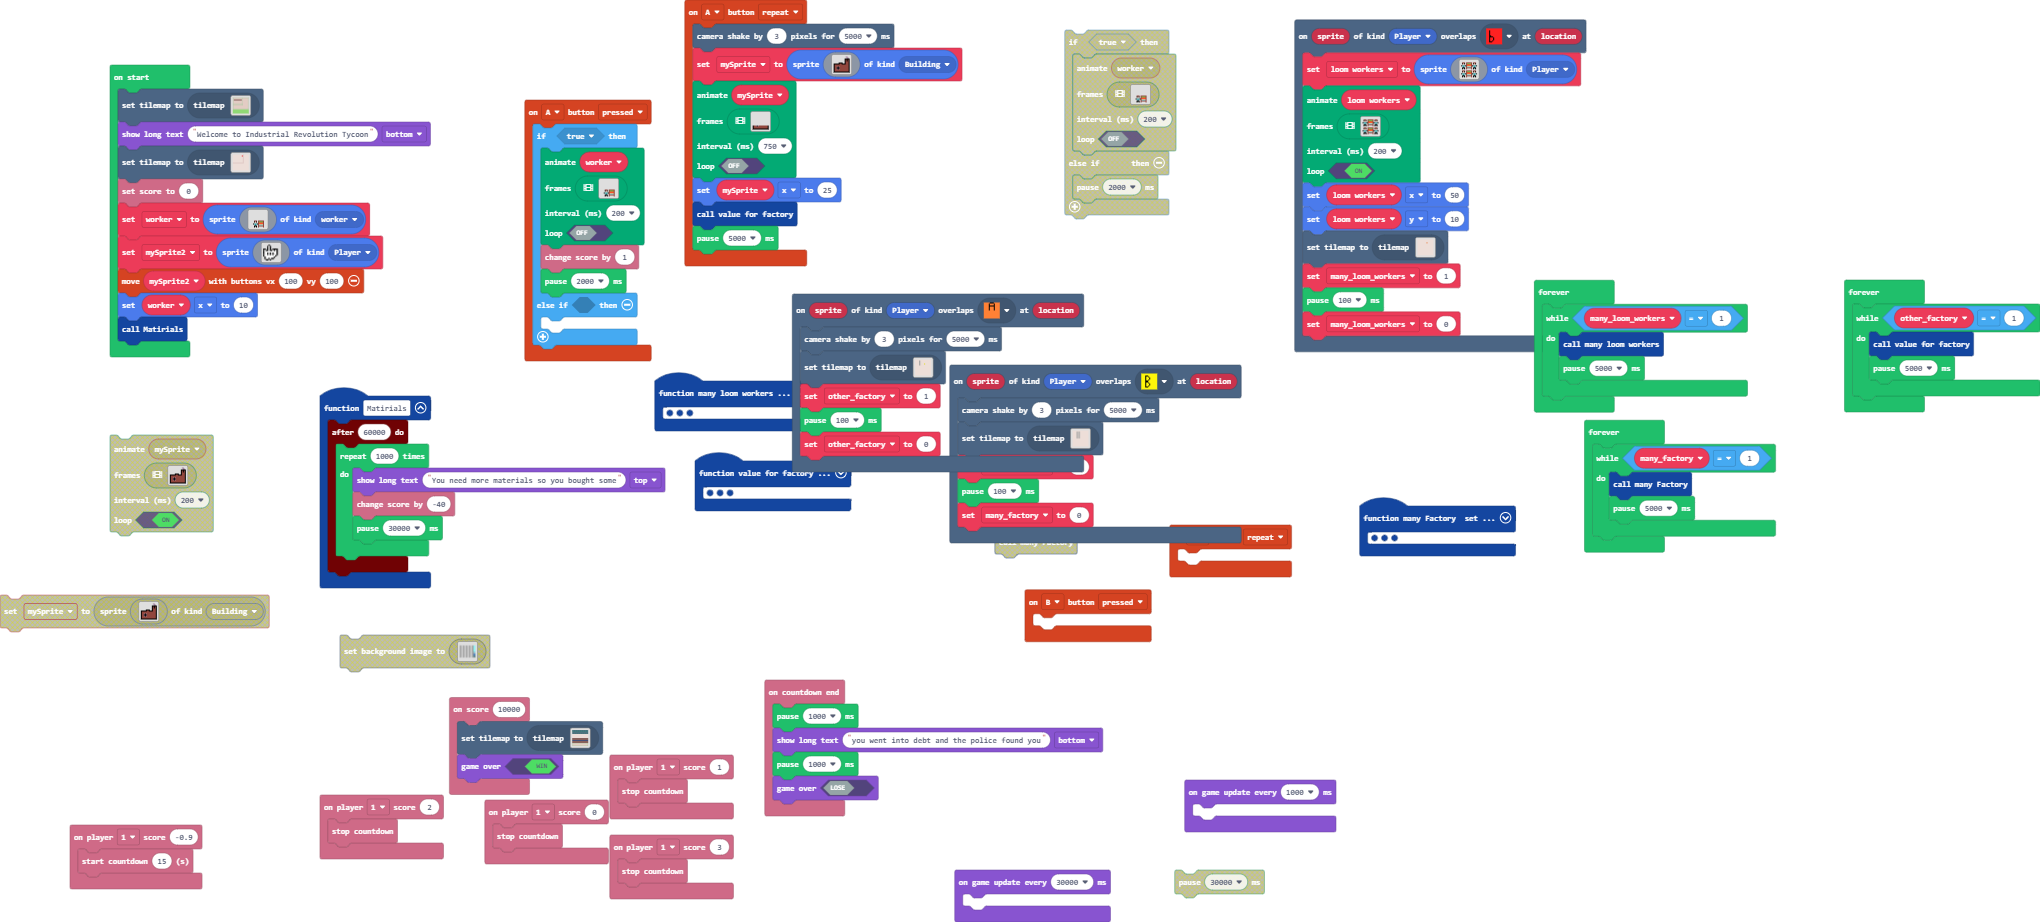 on start
set tilemap to tilemap
show long text "Welcome to Industrial Revolution Tycoon" bottom
set tilemap to tilemap
set score to 0
set worker to sprite of kind worker
set mySprite2 to sprite of kind Player
move mySprite2 with buttons vx 100 vy 100
set worker x to 10
call Matirials
animate mySprite
frames
interval (ms) 200
loop ON
set mySprite to sprite of kind Building
function Matirials
after 60000 do
repeat 1000 times
do
show long text "You need more materials so you bought some" top
change score by -40
pause 30000 ms
set background image to
on A button pressed
if true then
animate worker
frames
interval (ms) 200
loop OFF
change score by 1
pause 2000 ms
else if then
on A button repeat
camera shake by 3 pixels for 5000 ms
set mySprite to sprite of kind Building
animate mySprite
frames
interval (ms) 750
loop OFF
set mySprite x to 25
call value for factory
pause 5000 ms
function many loom workers ...
function value for factory ...
on sprite of kind Player overlaps A at location
camera shake by 3 pixels for 5000 ms
set tilemap to tilemap
set other_factory to 1
pause 100 ms
set other_factory to 0
on sprite of kind Player overlaps B at location
camera shake by 3 pixels for 5000 ms
set tilemap to tilemap
pause 100 ms
set many_factory to 0
repeat
on B button pressed
if true then
animate worker
frames
interval (ms) 200
loop OFF
else if then
pause 2000 ms
on sprite of kind Player overlaps b at location
set loom workers to sprite of kind Player
animate loom workers
frames
interval (ms) 200
loop ON
set loom workers x to 50
set loom workers y to 10
set tilemap to tilemap
set many_loom_workers to 1
pause 100 ms
set many_loom_workers to 0
forever
while many_loom_workers = 1
do
call many loom workers
pause 5000 ms
forever
while other_factory = 1
do
call value for factory
pause 5000 ms
forever
while many_factory = 1
do
call many Factory
pause 5000 ms
function many Factory set ...
on score 10000
set tilemap to tilemap
game over WIN
on player 1 score 1
stop countdown
on player 1 score 2
stop countdown
on player 1 score 0
stop countdown
on player 1 score 3
stop countdown
on player 1 score -0.9
start countdown 15 (s)
on countdown end
pause 1000 ms
show long text "you went into debt and the police found you" bottom
pause 1000 ms
game over LOSE
on game update every 1000 ms
on game update every 30000 ms
pause 30000 ms